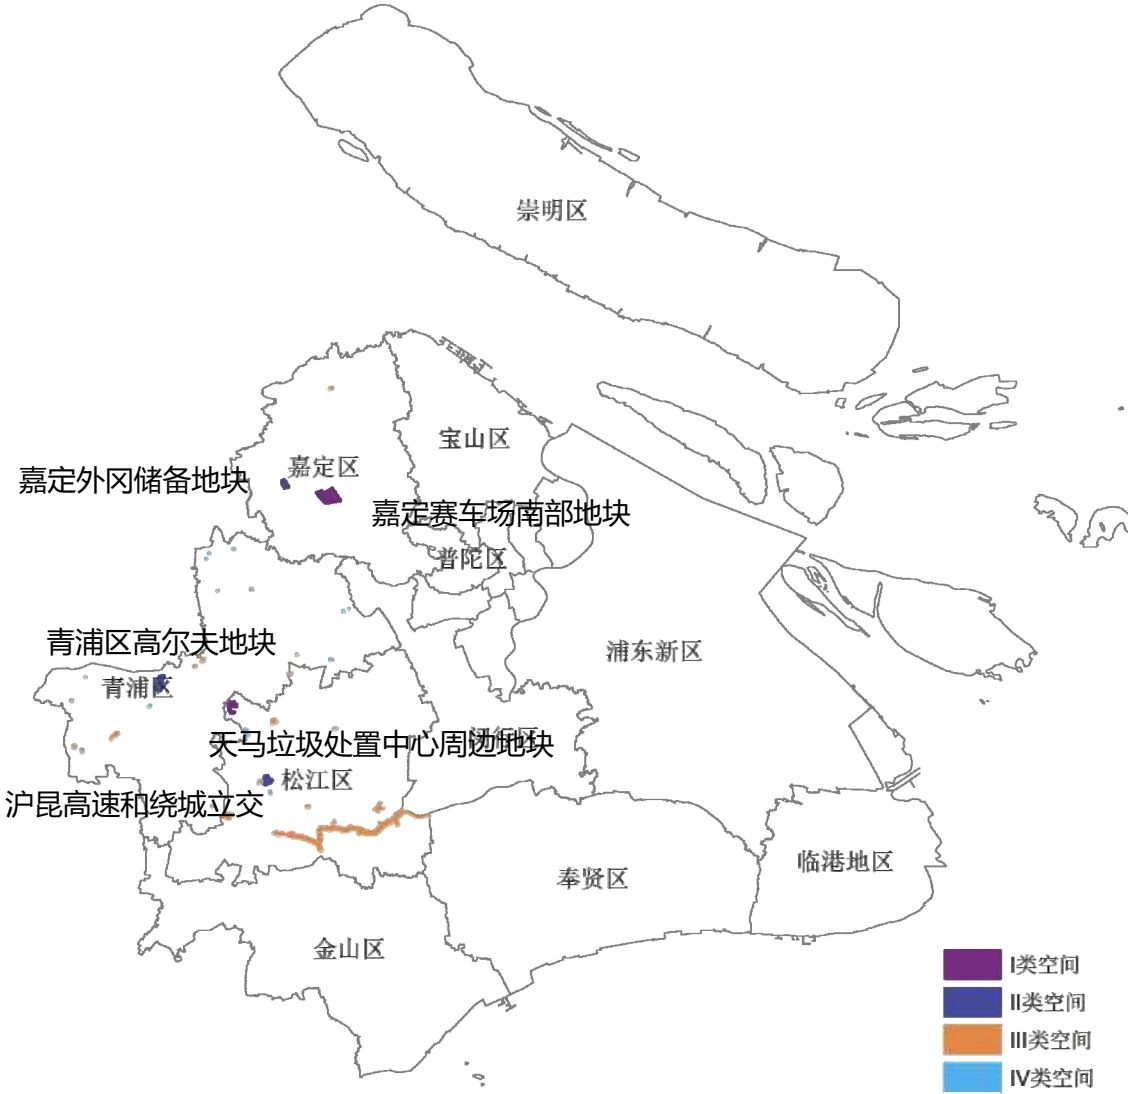 崇明区
宝山区
嘉定区
嘉定外冈储备地块
嘉定赛车场南部地块
普陀区
青浦区高尔夫地块
浦东新区
青浦区
天马垃圾处置中心周边地块
松江区
沪昆高速和绕城立交
临港地区
奉贤区
金山区
I类空间
II类空间
III类空间
IV类空间